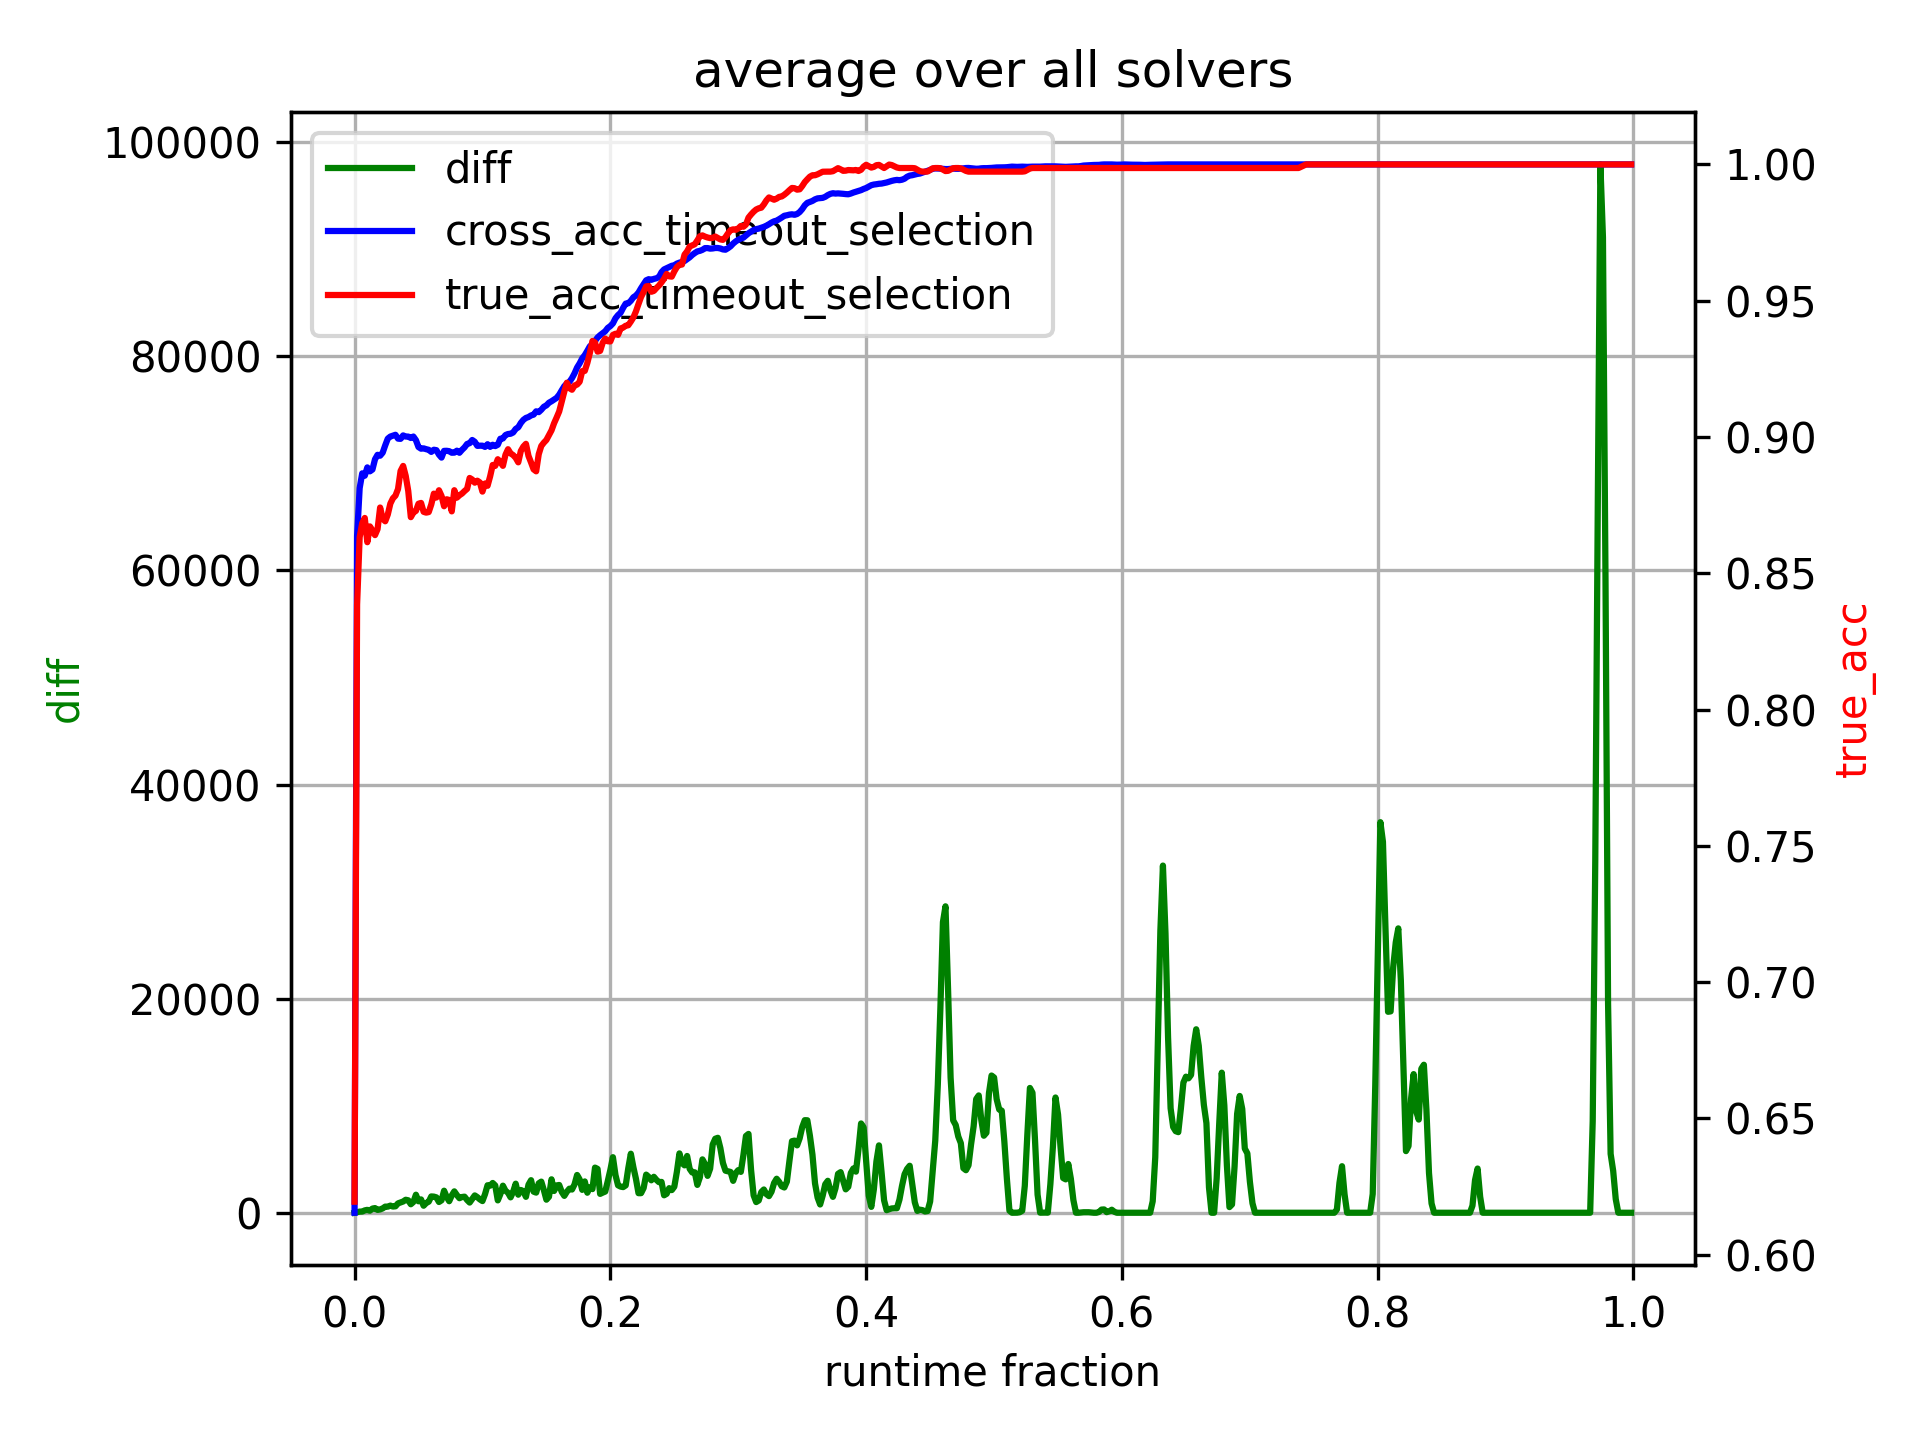 average over all solvers
diff
cross_acc_timeout_selection
true_acc_timeout_selection
100000
80000
60000
40000
20000
0
diff
1.00
0.95
0.90
0.85
0.80
0.75
0.70
0.65
0.60
true_acc
0.0 0.2 0.4 0.6 0.8 1.0
runtime fraction